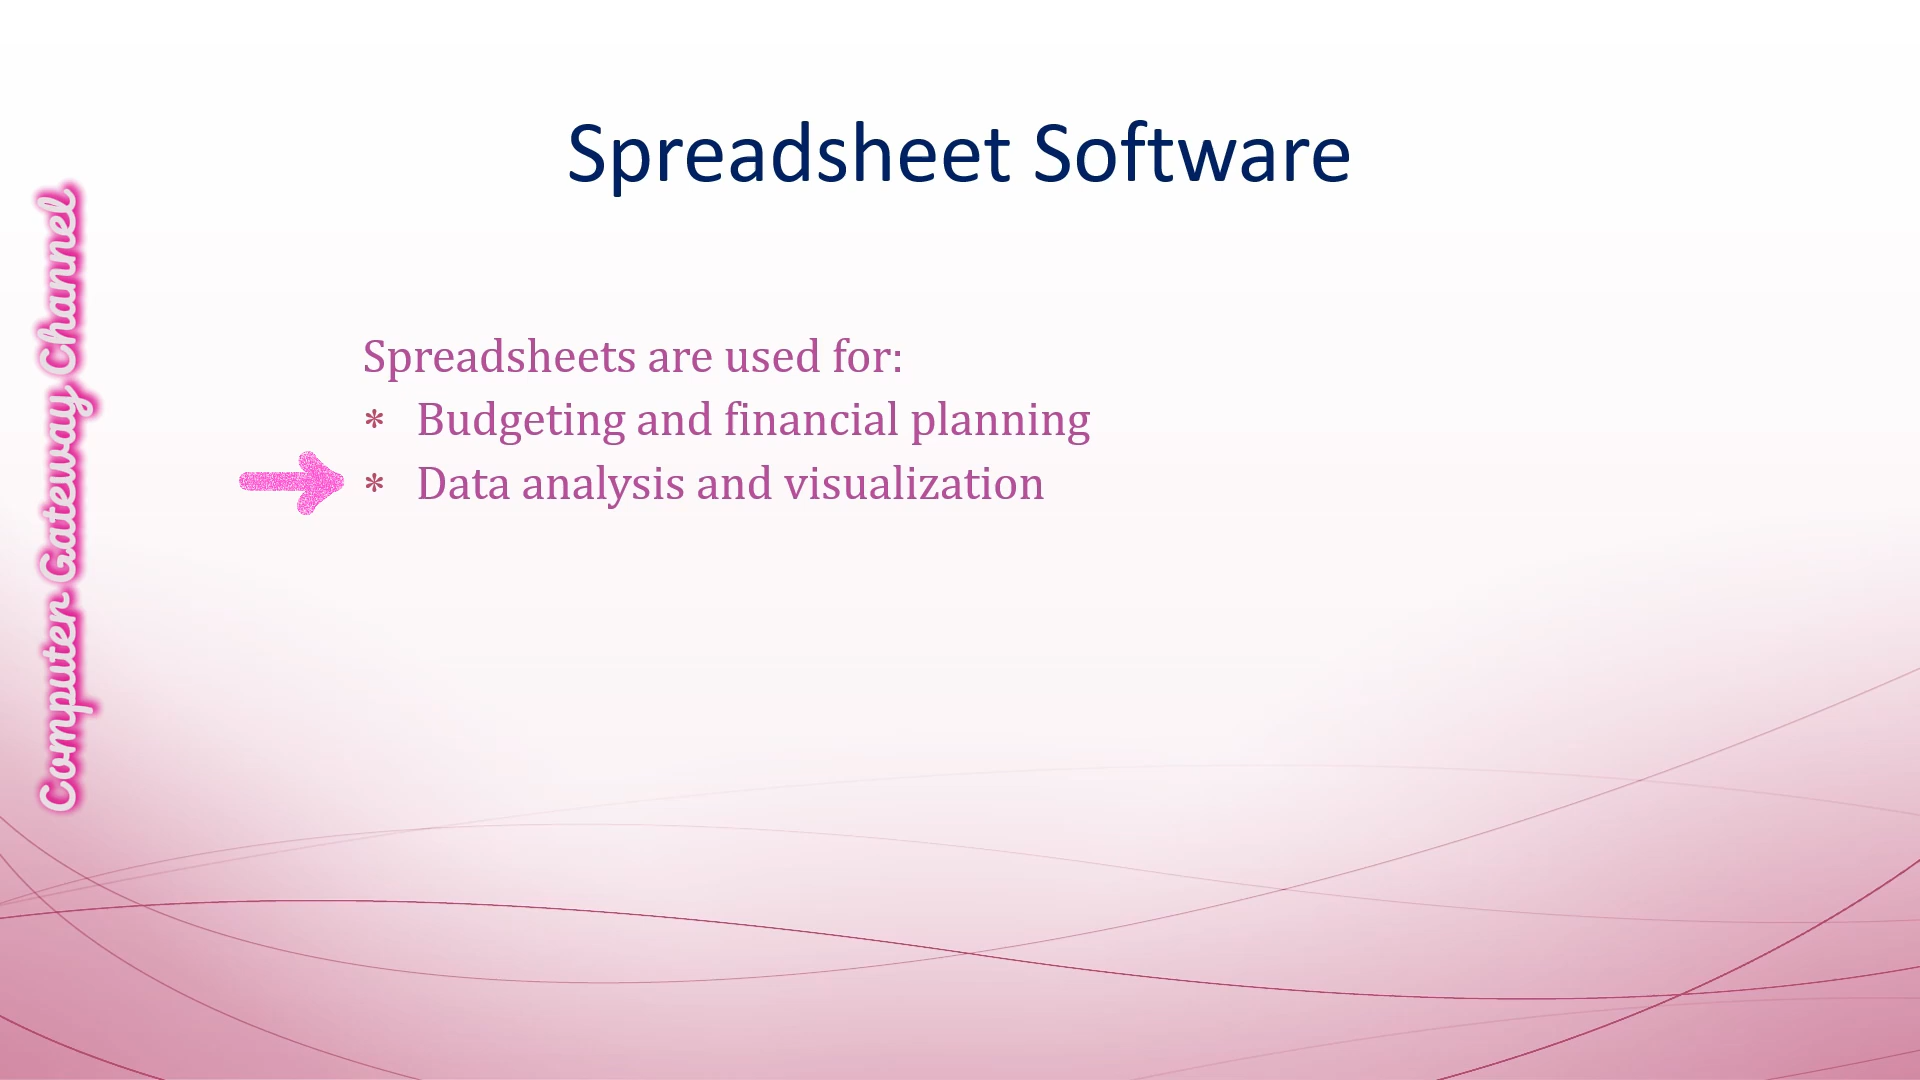 Spreadsheet Software
Computer Gateway Channel
Spreadsheets are used for:
* Budgeting and financial planning
* Data analysis and visualization